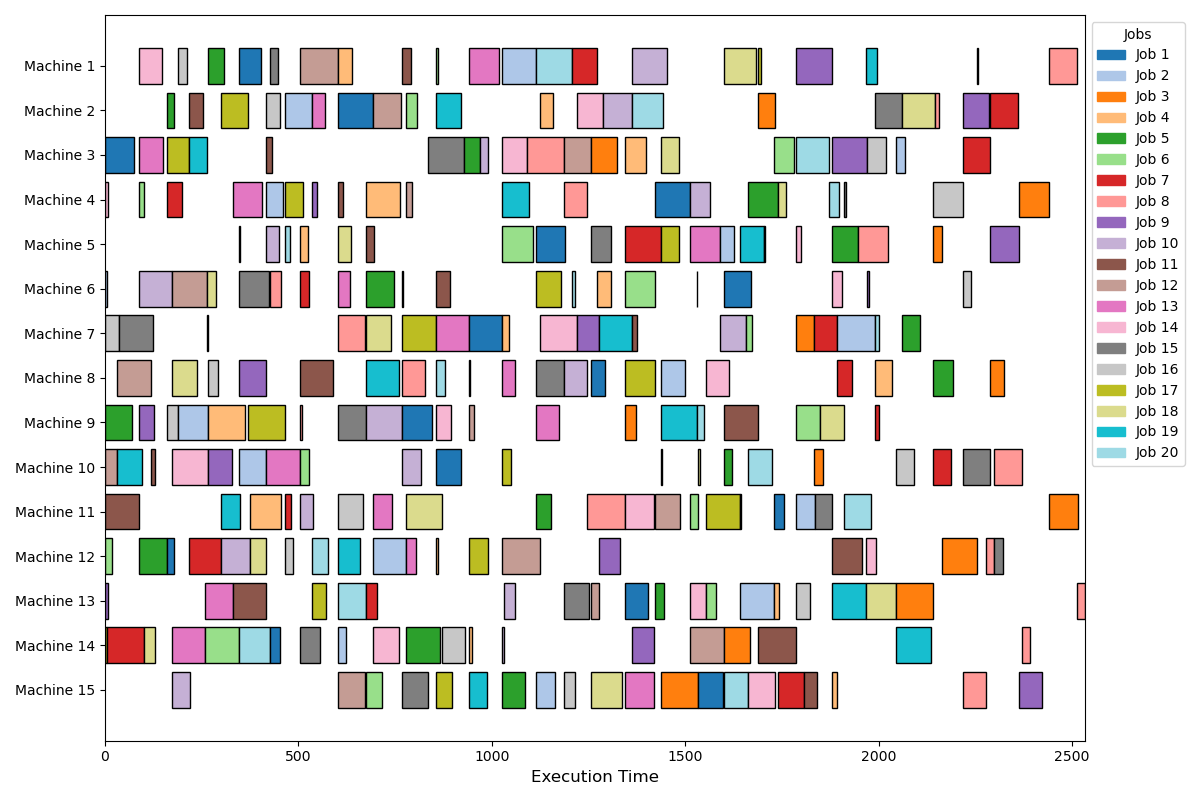 Machine 1
Machine 2
Machine 3
Machine 4
Machine 5
Machine 6
Machine 7
Machine 8
Machine 9
Machine 10
Machine 11
Machine 12
Machine 13
Machine 14
Machine 15
0 500 1000 1500 2000 2500
Execution Time
Jobs
Job 1
Job 2
Job 3
Job 4
Job 5
Job 6
Job 7
Job 8
Job 9
Job 10
Job 11
Job 12
Job 13
Job 14
Job 15
Job 16
Job 17
Job 18
Job 19
Job 20